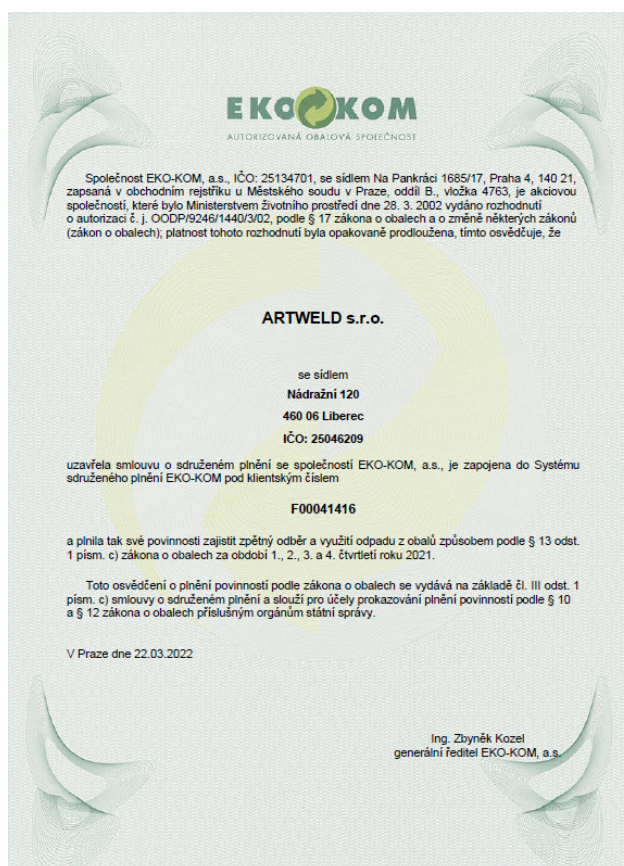 EKO KOM
AUTORIZOVANÁ OBALOVÁ SPOLEČNOST
Společnost EKO-KOM, a.s., IČO: 25134701, se sídlem Na Pankráci 1685/17, Praha 4, 140 21,
zapsaná v obchodním rejstříku u Městského soudu v Praze, oddíl B., vložka 4763, je akciovou
společností, které bylo Ministerstvem životního prostředí dne 28. 3. 2002 vydáno rozhodnutí
o autorizaci č. j. OODP/9246/1440/3/02, podle § 17 zákona o obalech a o změně některých zákonů
(zákon o obalech); platnost tohoto rozhodnutí byla opakovaně prodloužena, tímto osvědčuje, že
ARTWELD s.r.o.
se sídlem
Nádražní 120
460 06 Liberec
IČO: 25046209
uzavřela smlouvu o sdruženém plnění se společností EKO-KOM, a.s., je zapojena do Systému
sdruženého plnění EKO-KOM pod klientským číslem
F00041416
a plnila tak své povinnosti zajistit zpětný odběr a využití odpadu z obalů způsobem podle § 13 odst.
1 písm. c) zákona o obalech za období 1., 2., 3. a 4. čtvrtletí roku 2021.
Toto osvědčení o plnění povinností podle zákona o obalech se vydává na základě čl. III odst. 1
písm. c) smlouvy o sdruženém plnění a slouží pro účely prokazování plnění povinností podle § 10
a § 12 zákona o obalech příslušným orgánům státní správy.
V Praze dne 22.03.2022
Ing. Zbyněk Kozel
generální ředitel EKO-KOM, a.s.